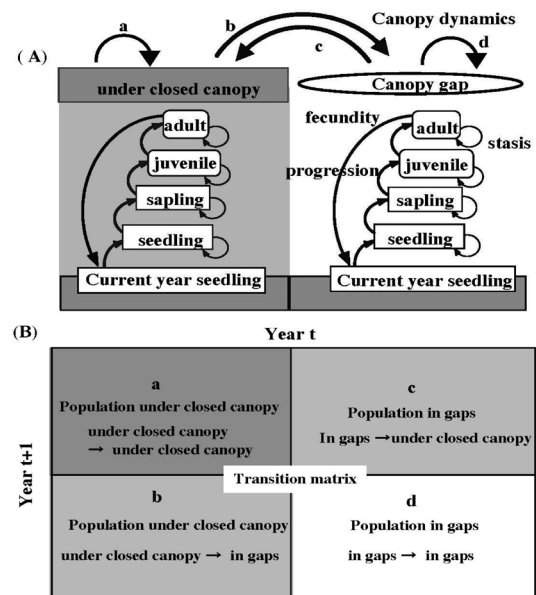 a
b
c
d
Canopy dynamics
( A)
under closed canopy
Canopy gap
adult
juvenile
sapling
seedling
Current year seedling
fecundity
progression
stasis
adult
juvenile
sapling
seedling
Current year seedling
(B)
Year t
Year t+1
a
Population under closed canopy
under closed canopy
→ under closed canopy
c
Population in gaps
In gaps → under closed canopy
Transition matrix
b
Population under closed canopy
under closed canopy → in gaps
d
Population in gaps
in gaps → in gaps